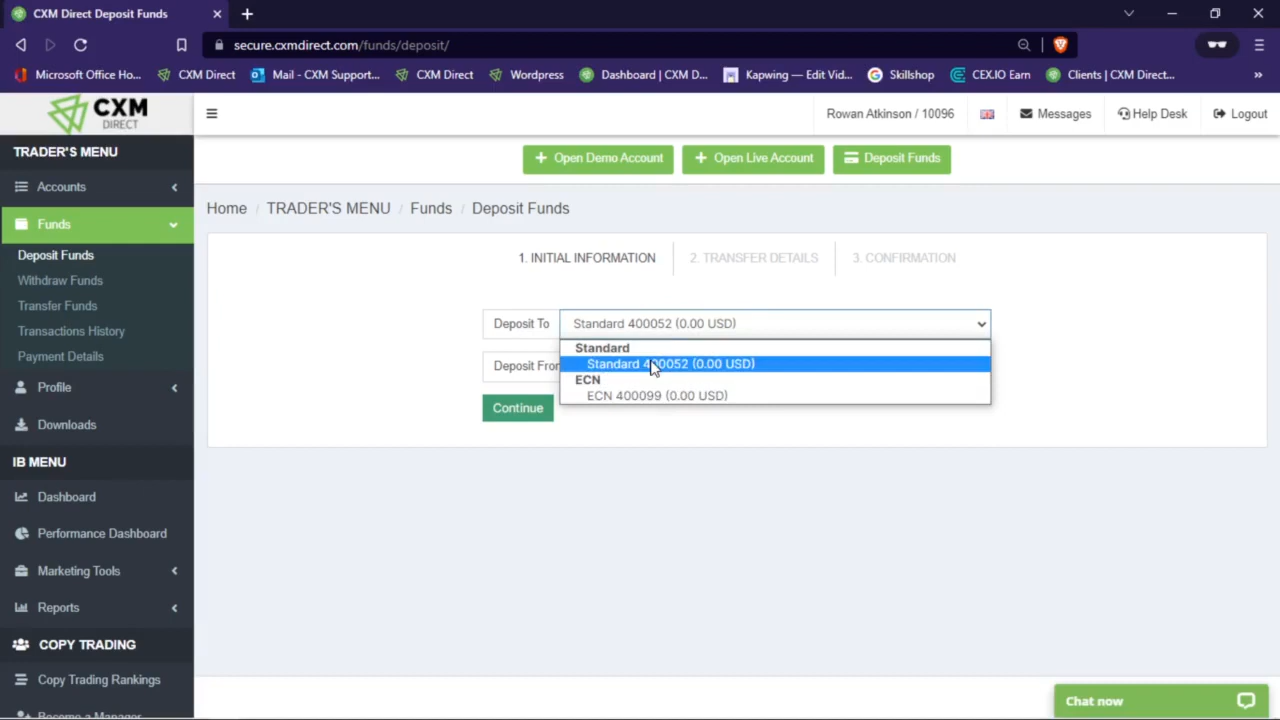 CXM Direct Deposit Funds
secure.cxmdirect.com/funds/deposit/
Microsoft Office Ho... CXM Direct Mail - CXM Support... CXM Direct Wordpress Dashboard | CXM D... Kapwing — Edit Vid... Skillshop CEX.IO Earn Clients | CXM Direct... »
CXM
DIRECT
Rowan Atkinson / 10096 Messages Help Desk Logout
TRADER'S MENU
+ Open Demo Account + Open Live Account Deposit Funds
Accounts
Home / TRADER'S MENU / Funds / Deposit Funds
Funds
Deposit Funds
1. INITIAL INFORMATION 2. TRANSFER DETAILS 3. CONFIRMATION
Withdraw Funds
Transfer Funds
Deposit To Standard 400052 (0.00 USD)
Transactions History
Standard
Payment Details
Deposit From Standard 400052 (0.00 USD)
ECN
Profile
ECN 400099 (0.00 USD)
Continue
Downloads
IB MENU
Dashboard
Performance Dashboard
Marketing Tools
Reports
COPY TRADING
Copy Trading Rankings
Chat now
Become a Manager